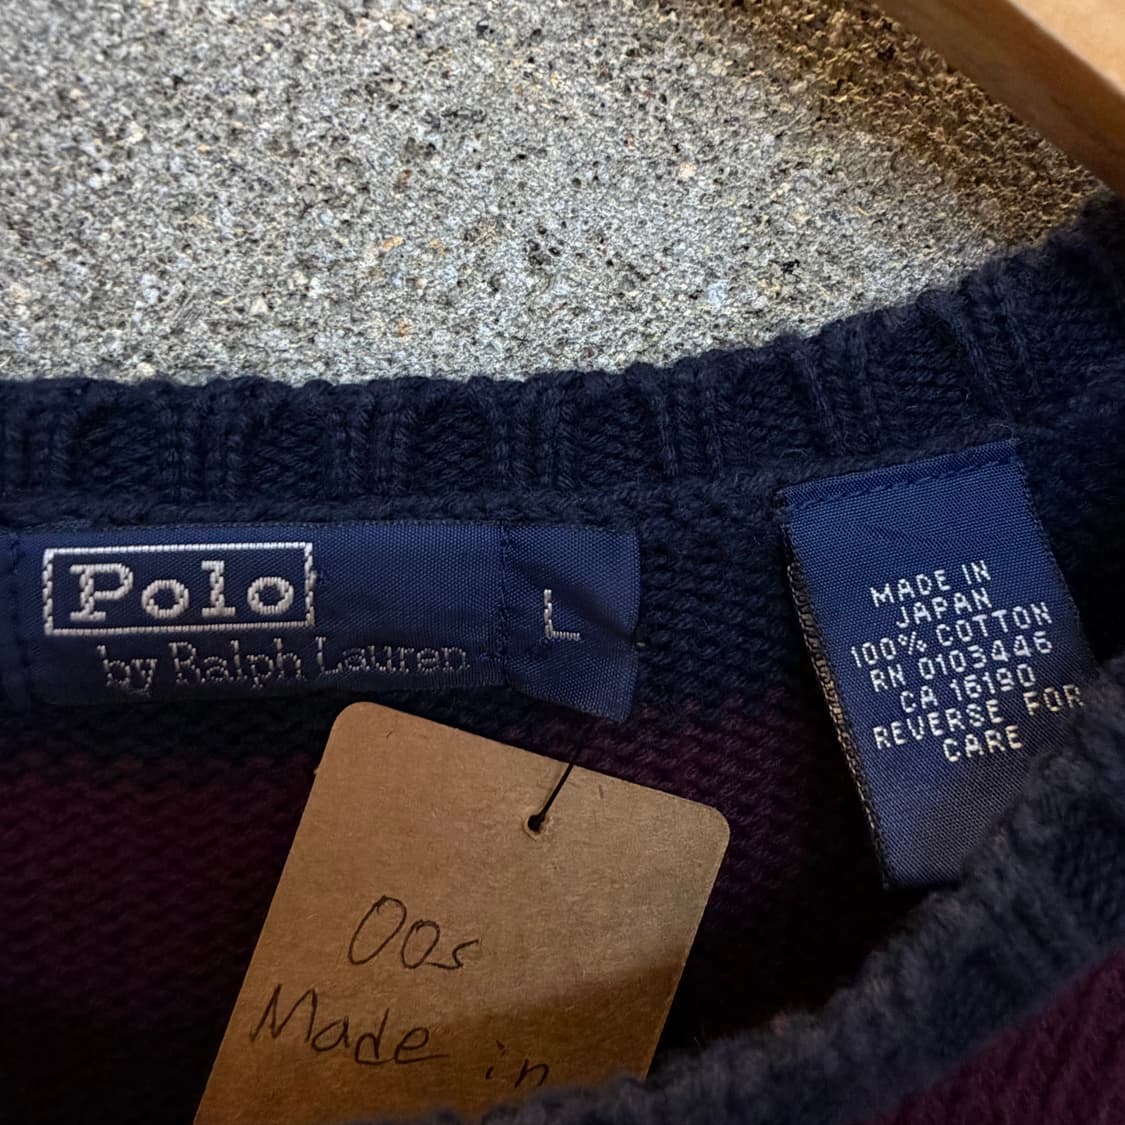 Polo
by Ralph Lauren
L
MADE IN
JAPAN
100% COTTON
RN 0103446
CA 16190
REVERSE FOR
CARE
00s
Made in